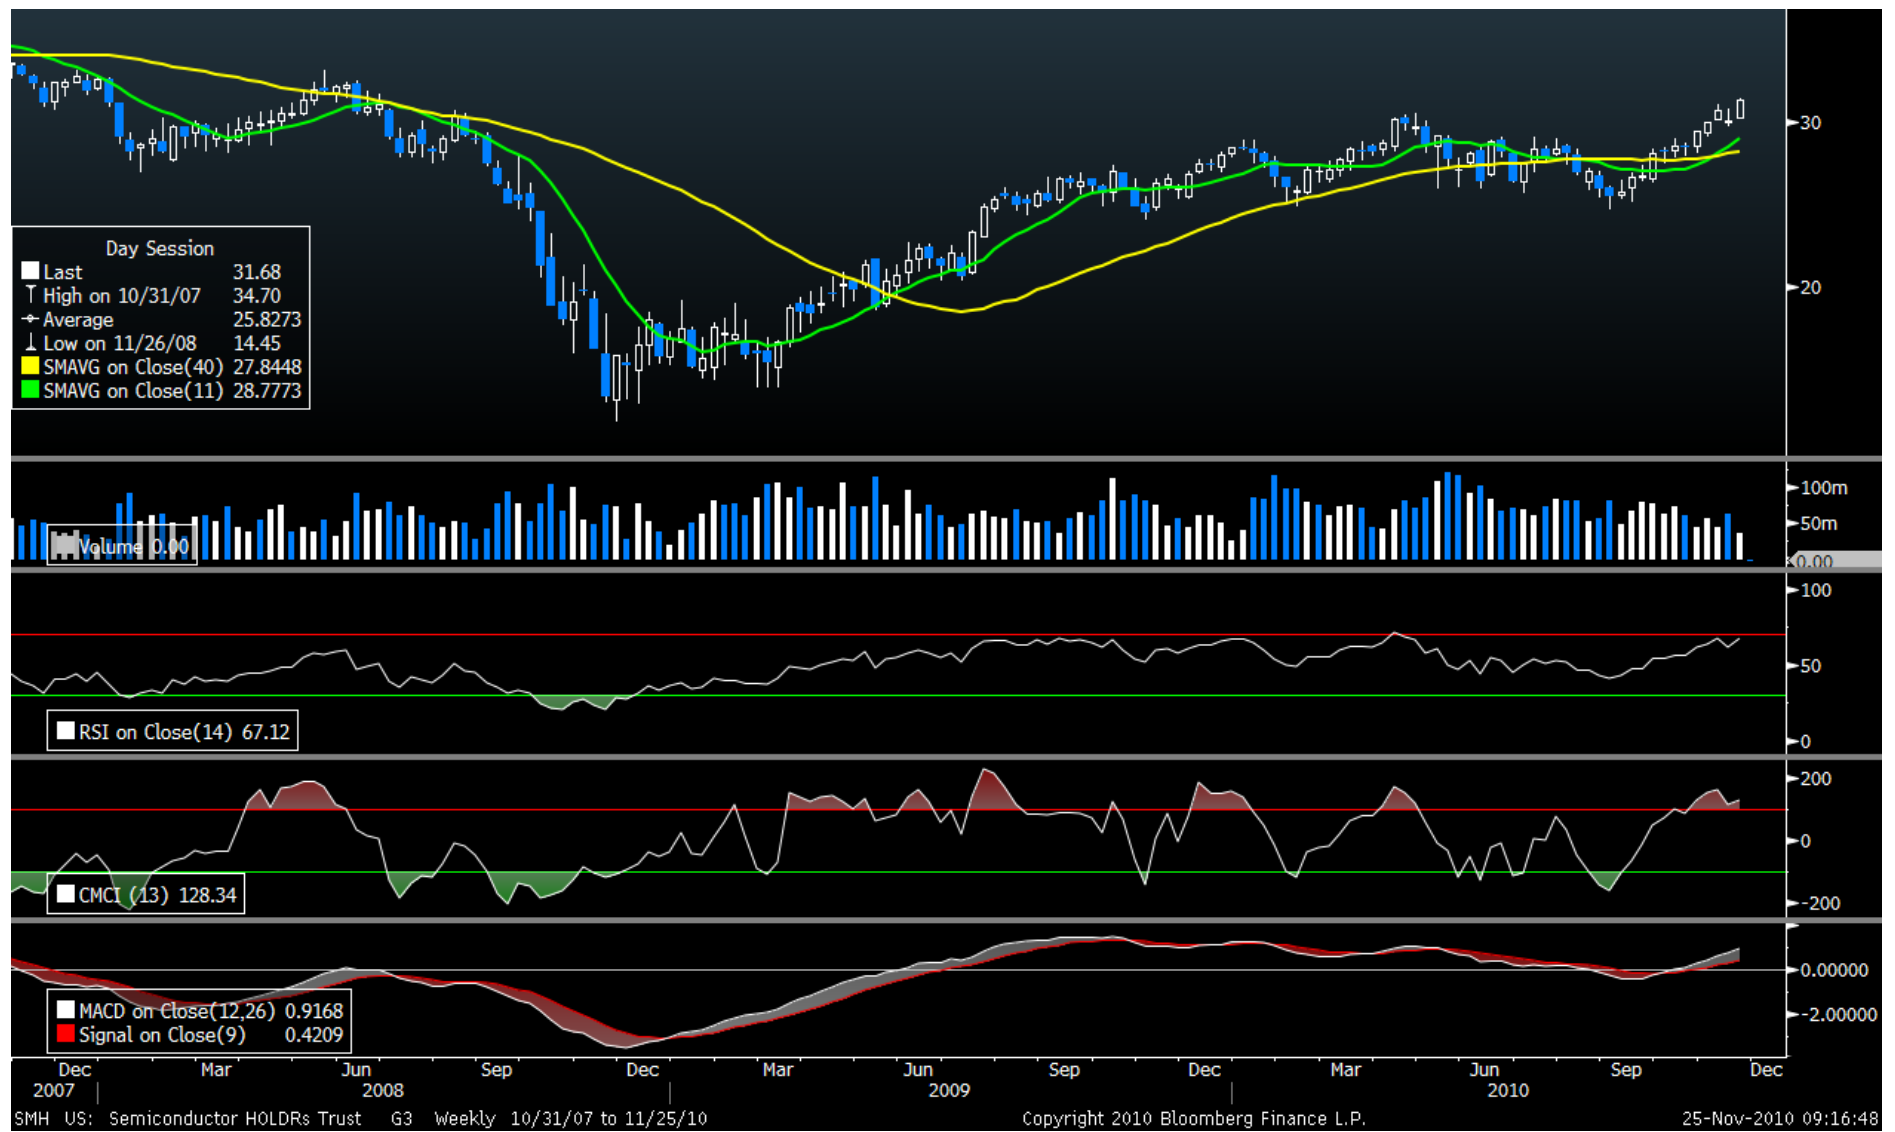 30
20
Day Session
Last 31.68
High on 10/31/07 34.70
Average 25.8273
Low on 11/26/08 14.45
SMAVG on Close(40) 27.8448
SMAVG on Close(11) 28.7773
100m
50m
Volume 0.00
0.00
100
50
0
RSI on Close(14) 67.12
200
0
-200
CMCI (13) 128.34
0.00000
-2.00000
MACD on Close(12,26) 0.9168
Signal on Close(9) 0.4209
Dec Mar Jun Sep Dec Mar Jun Sep Dec Mar Jun Sep Dec
2007 2008 2009 2010
SMH US: Semiconductor HOLDRs Trust G3 Weekly 10/31/07 to 11/25/10 Copyright 2010 Bloomberg Finance L.P. 25-Nov-2010 09:16:48